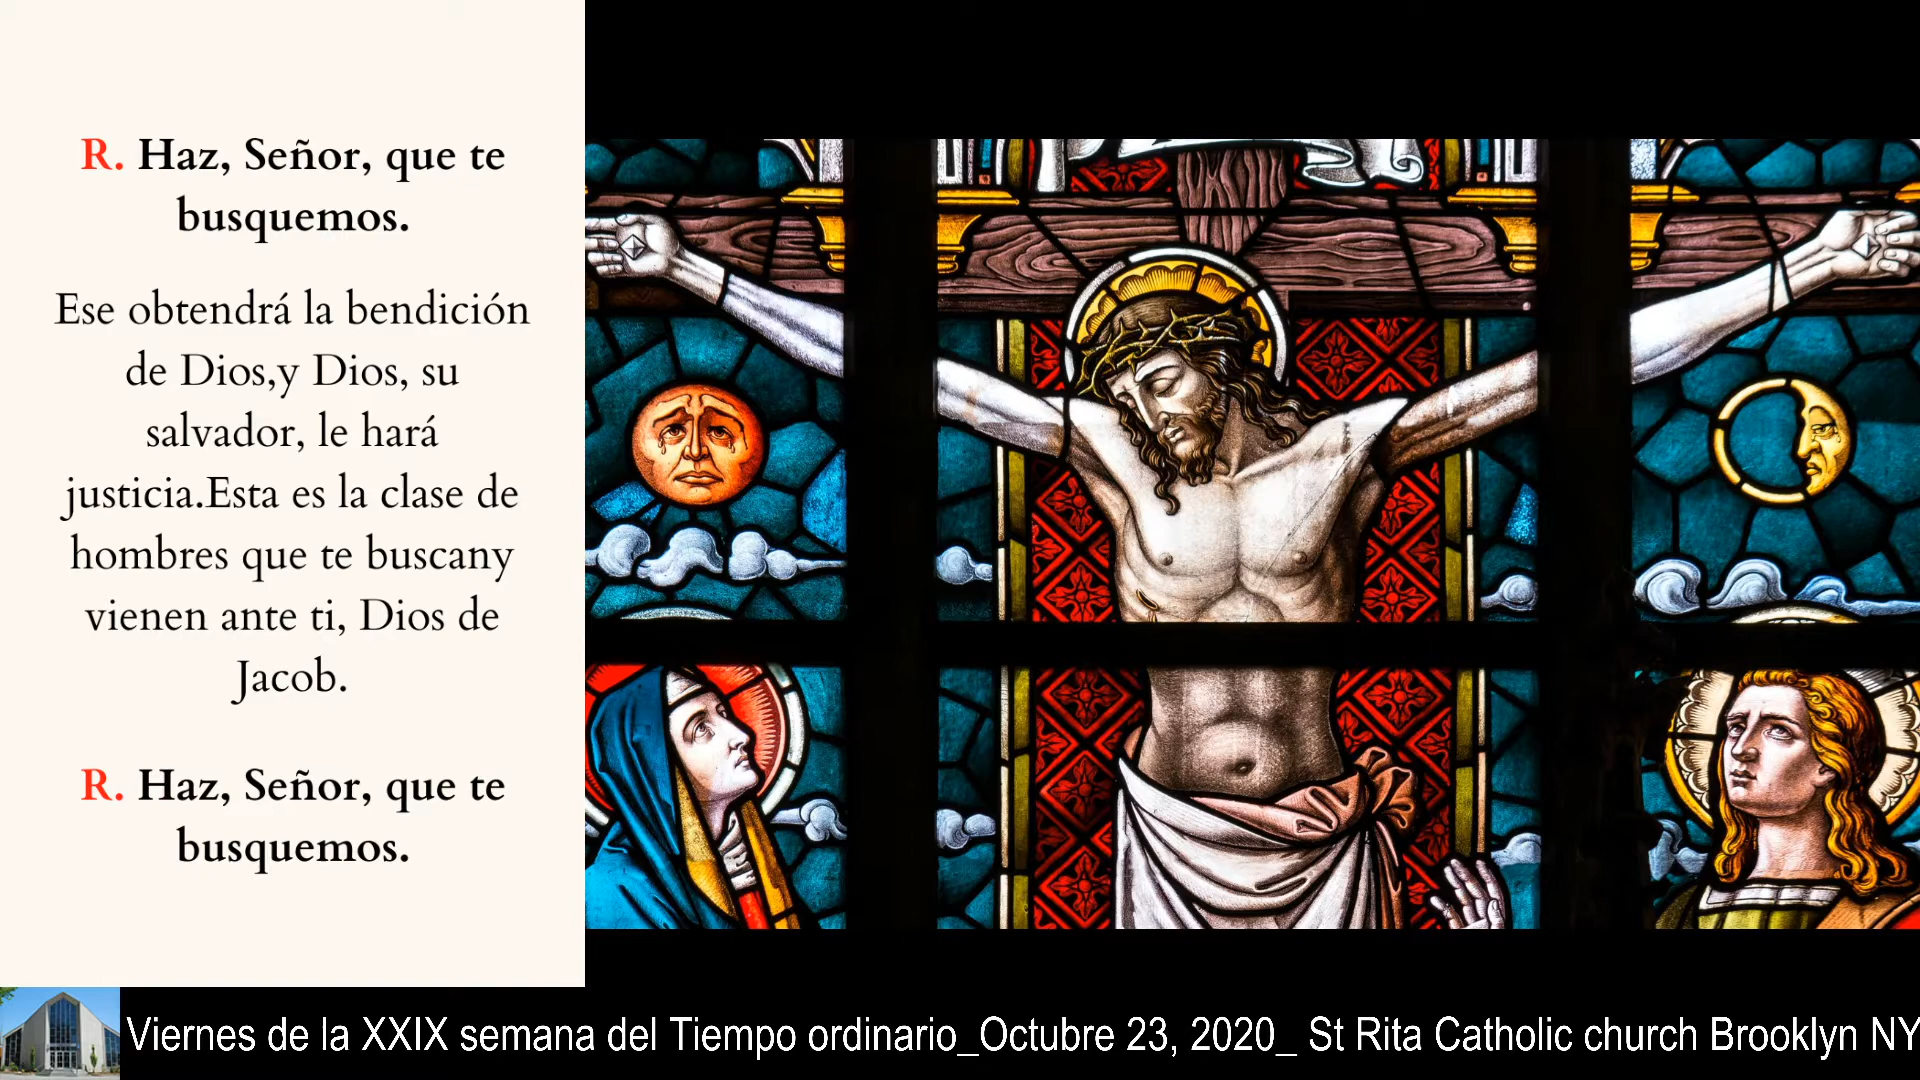 R. Haz, Señor, que te
busquemos.
Ese obtendrá la bendición
de Dios,y Dios, su
salvador, le hará
justicia.Esta es la clase de
hombres que te buscany
vienen ante ti, Dios de
Jacob.
R. Haz, Señor, que te
busquemos.
Viernes de la XXIX semana del Tiempo ordinario_Octubre 23, 2020_ St Rita Catholic church Brooklyn NY